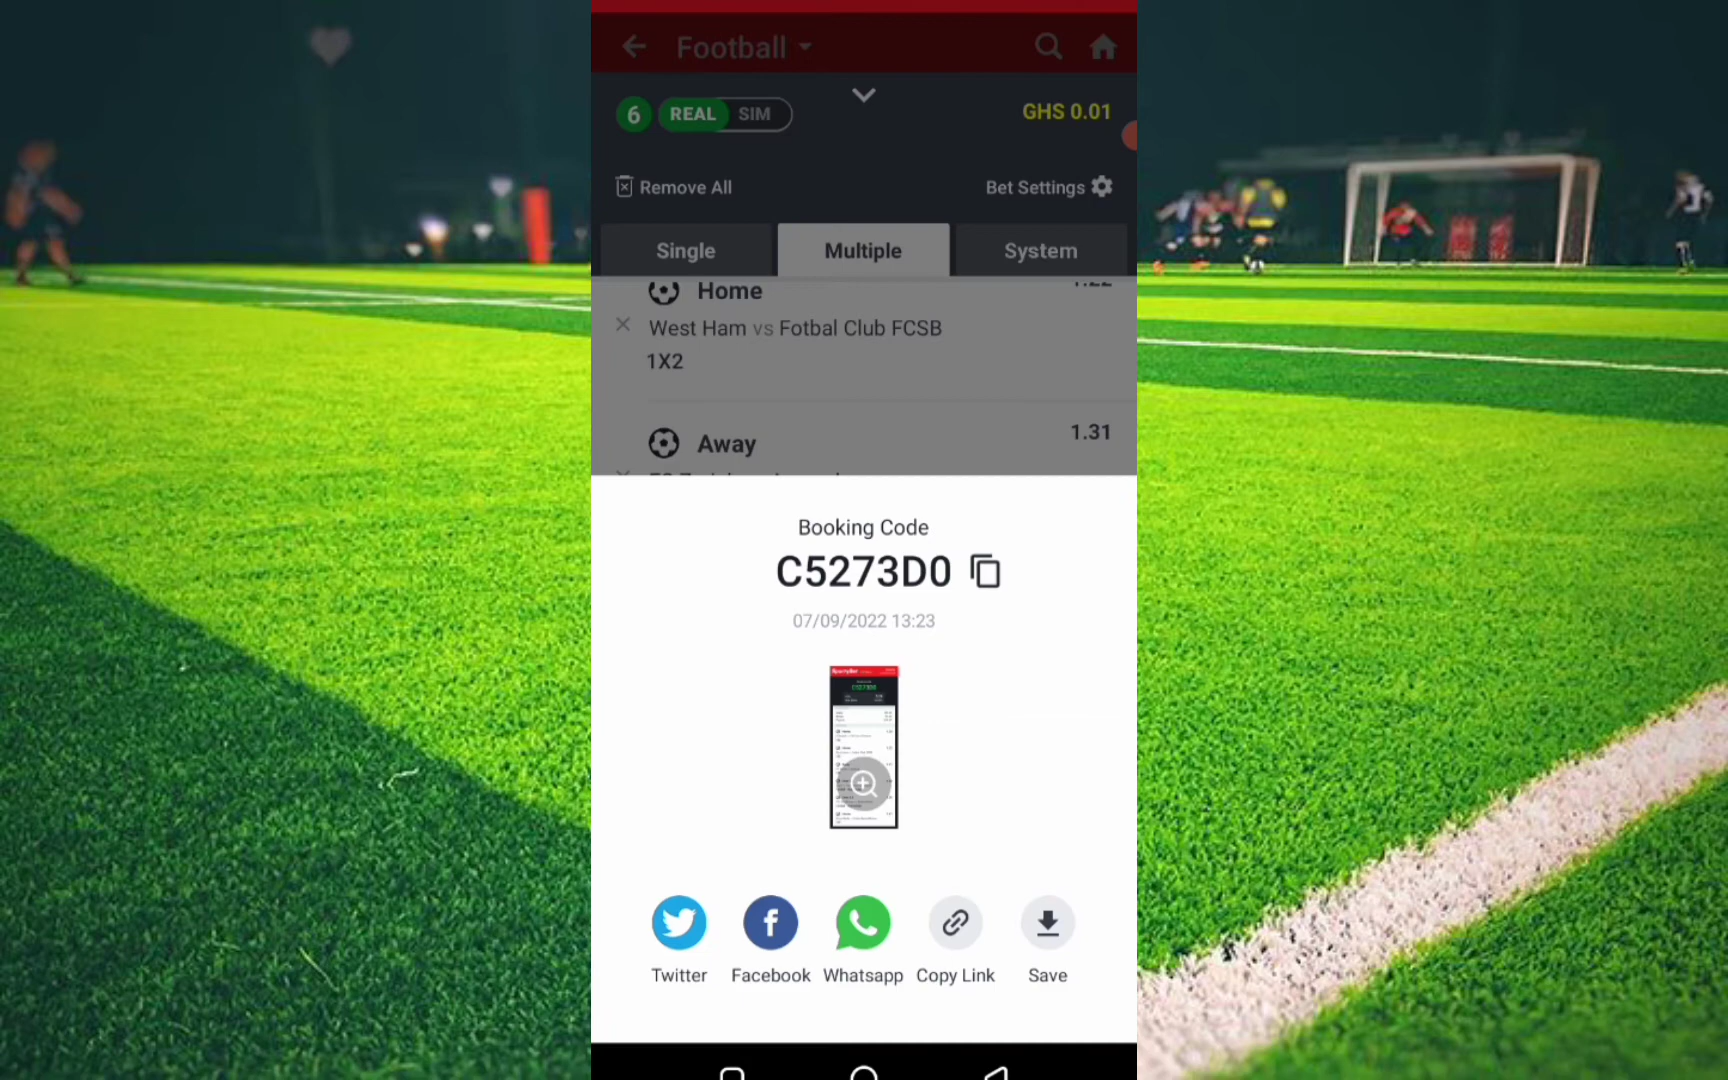 Football
6 REAL SIM GHS 0.01
Remove All Bet Settings
Single Multiple System
Home
West Ham vs Fotbal Club FCSB
1X2
Away 1.31
Booking Code
C5273D0
07/09/2022 13:23
Twitter Facebook Whatsapp Copy Link Save